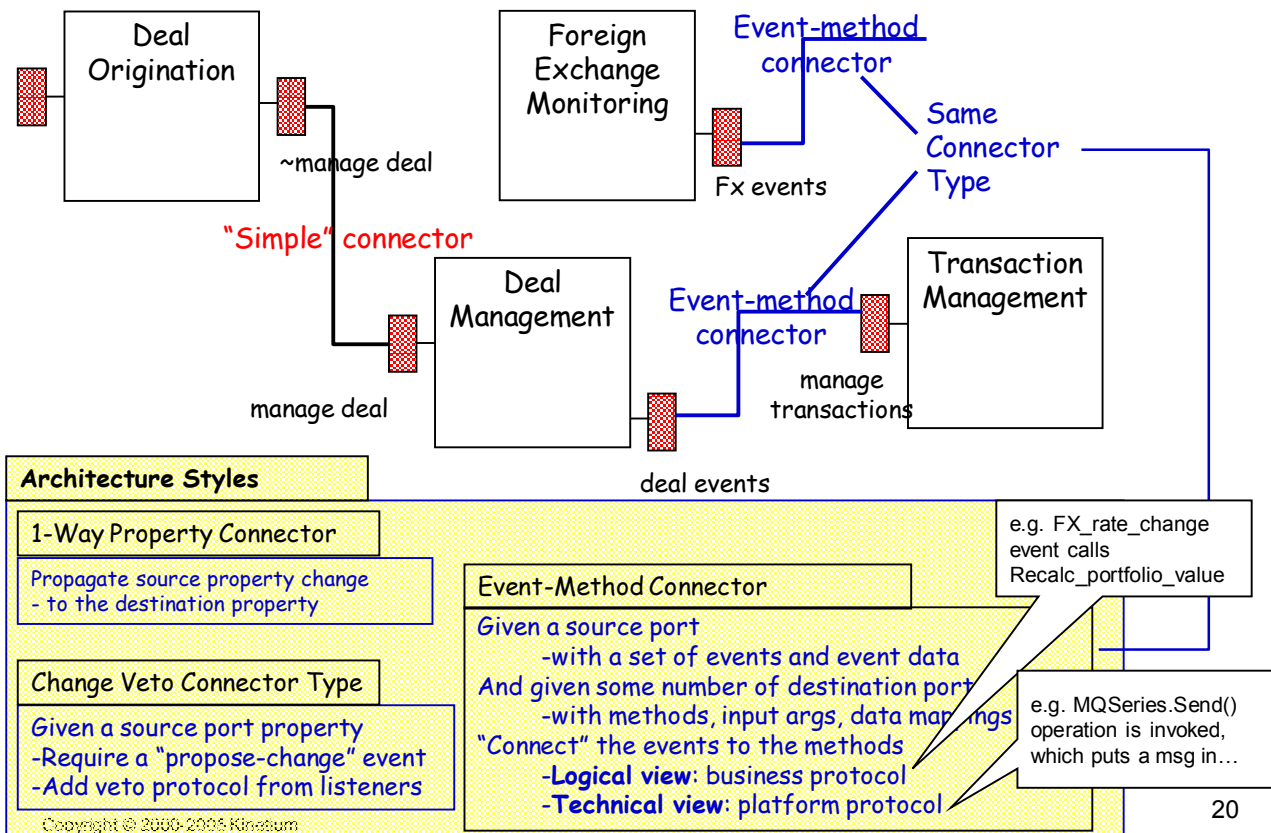 Deal
Origination
Foreign
Exchange
Monitoring
Event-method
connector
Same
Connector
Type
~manage deal
Fx events
"Simple" connector
Deal
Management
Event-method
connector
Transaction
Management
manage deal
manage
transactions
deal events
Architecture Styles
1-Way Property Connector
Propagate source property change
- to the destination property
Change Veto Connector Type
Given a source port property
-Require a "propose-change" event
-Add veto protocol from listeners
Event-Method Connector
Given a source port
-with a set of events and event data
And given some number of destination port
-with methods, input args, data mappings
"Connect" the events to the methods
-Logical view: business protocol
-Technical view: platform protocol
e.g. FX_rate_change
event calls
Recalc_portfolio_value
e.g. MQSeries.Send()
operation is invoked,
which puts a msg in…
Copyright © 2000-2005 Kinetium
20